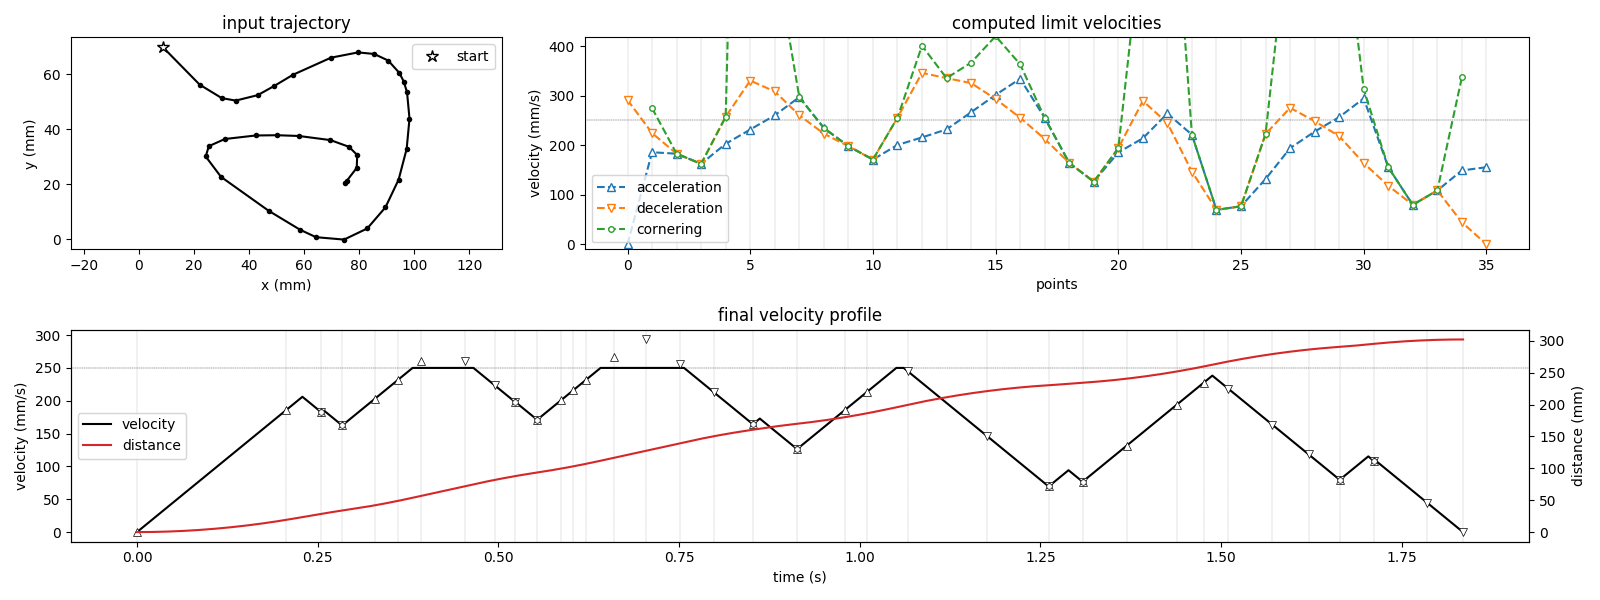 input trajectory
start
60
40
20
0
y (mm)
−20 0 20 40 60 80 100 120
x (mm)
computed limit velocities
400
300
200
100
0
velocity (mm/s)
acceleration
deceleration
cornering
0 5 10 15 20 25 30 35
points
final velocity profile
300
250
200
150
100
50
0
velocity (mm/s)
velocity
distance
300
250
200
150
100
50
0
distance (mm)
0.00 0.25 0.50 0.75 1.00 1.25 1.50 1.75
time (s)